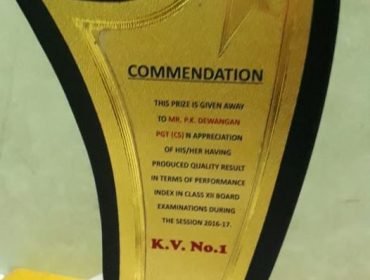 COMMENDATION
THIS PRIZE IS GIVEN AWAY
TO MR. P.K. DEWANGAN
PGT (CS) N APPRECIATION
OF HIS/HER HAVING
PRODUCED QUALITY RESULT
IN TERMS OF PERFORMANCE
INDEX IN CLASS XII BOARD
EXAMINATIONS DURING
THE SESSION 2016-17.
K.V. No.1